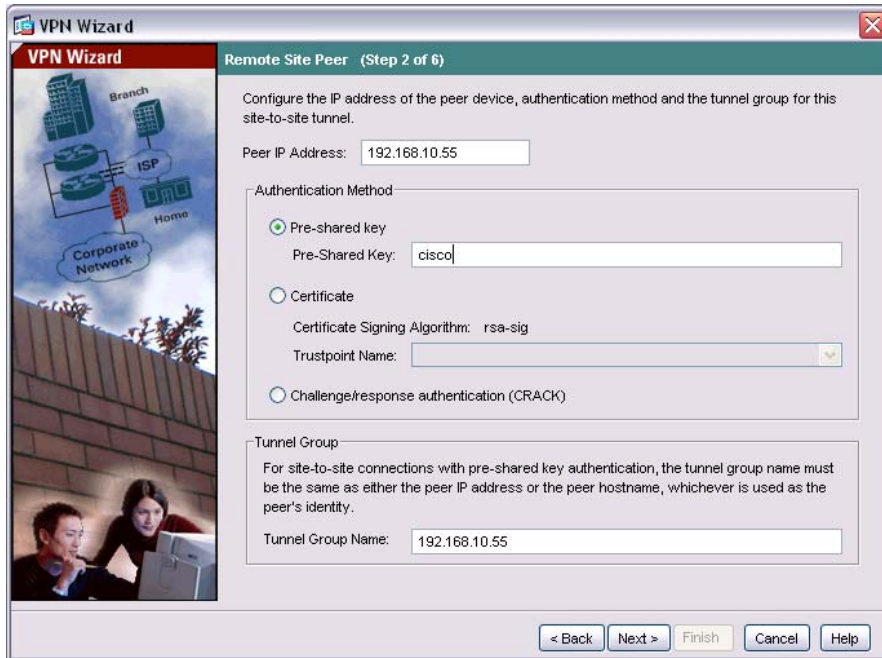 VPN Wizard
VPN Wizard
Branch
ISP
Home
Corporate
Network
Remote Site Peer (Step 2 of 6)
Configure the IP address of the peer device, authentication method and the tunnel group for this
site-to-site tunnel.
Peer IP Address: 192.168.10.55
Authentication Method
Pre-shared key
Pre-Shared Key: cisco
Certificate
Certificate Signing Algorithm: rsa-sig
Trustpoint Name:
Challenge/response authentication (CRACK)
Tunnel Group
For site-to-site connections with pre-shared key authentication, the tunnel group name must
be the same as either the peer IP address or the peer hostname, whichever is used as the
peer's identity.
Tunnel Group Name: 192.168.10.55
< Back Next > Finish Cancel Help